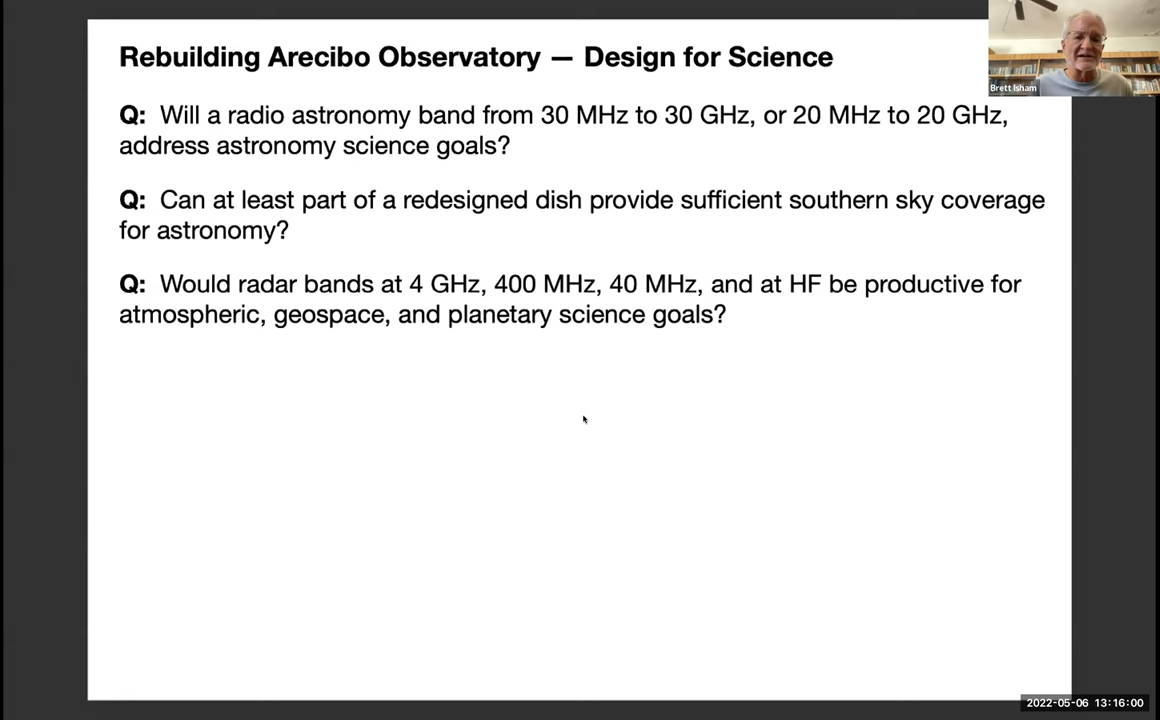 Rebuilding Arecibo Observatory — Design for Science
Brett Isham
Q: Will a radio astronomy band from 30 MHz to 30 GHz, or 20 MHz to 20 GHz,
address astronomy science goals?
Q: Can at least part of a redesigned dish provide sufficient southern sky coverage
for astronomy?
Q: Would radar bands at 4 GHz, 400 MHz, 40 MHz, and at HF be productive for
atmospheric, geospace, and planetary science goals?
2022-05-06 13:16:00